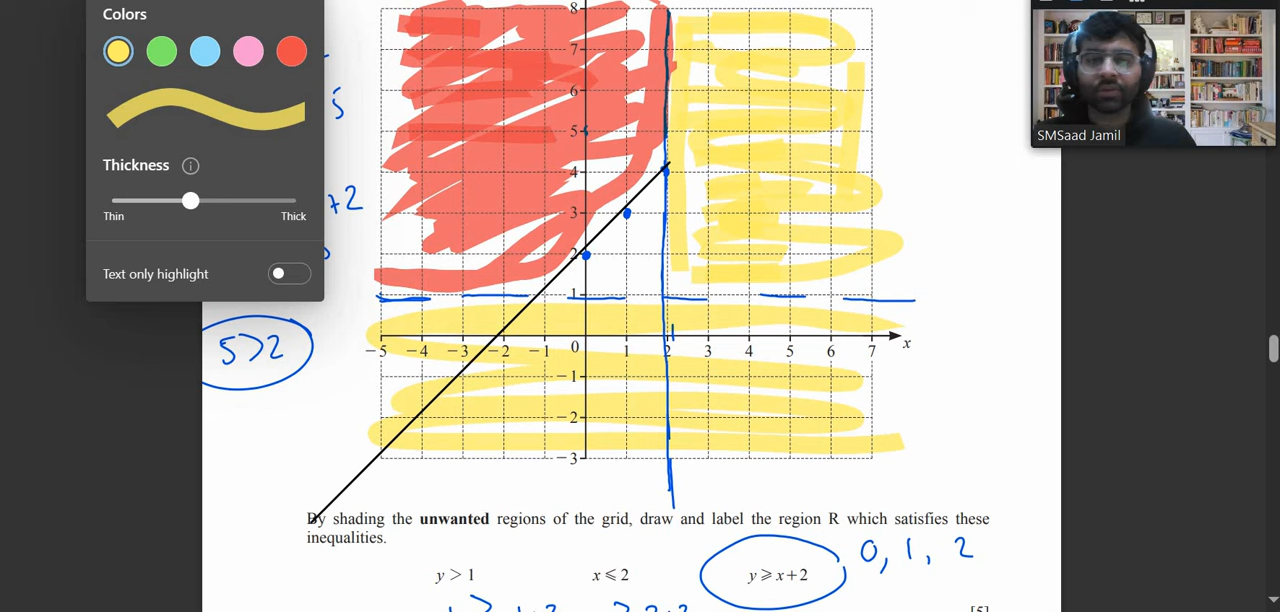 Colors
5
Thickness
Thin Thick
+2
Text only highlight
5>2
8
7
6
5
4
3
2
1
-5 -4 -3 -2 -1 0 1 2 3 4 5 6 7 x
-1
-2
-3
By shading the unwanted regions of the grid, draw and label the region R which satisfies these
inequalities.
0, 1, 2
y > 1 x ⩽ 2 y ⩾ x + 2
[5]
SMSaad Jamil